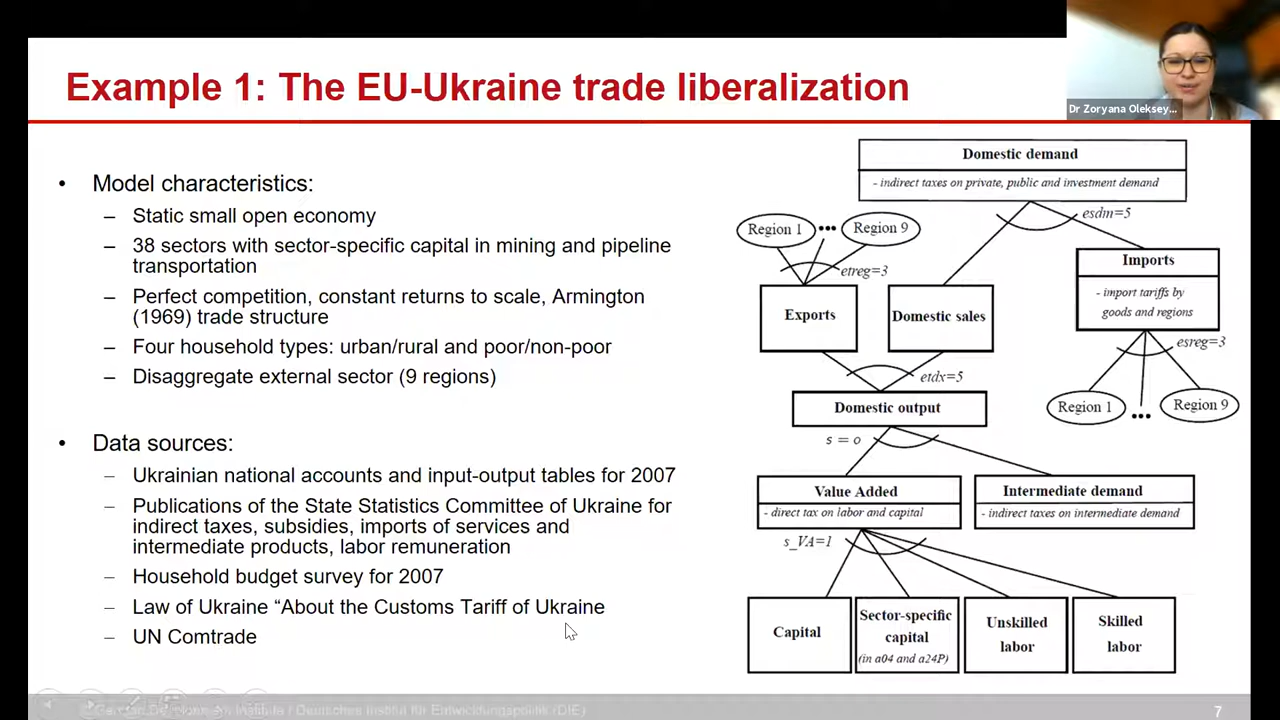 Example 1: The EU-Ukraine trade liberalization
Dr Zoryana Oleksey...
• Model characteristics:
– Static small open economy
– 38 sectors with sector-specific capital in mining and pipeline
transportation
– Perfect competition, constant returns to scale, Armington
(1969) trade structure
– Four household types: urban/rural and poor/non-poor
– Disaggregate external sector (9 regions)
• Data sources:
– Ukrainian national accounts and input-output tables for 2007
– Publications of the State Statistics Committee of Ukraine for
indirect taxes, subsidies, imports of services and
intermediate products, labor remuneration
– Household budget survey for 2007
– Law of Ukraine “About the Customs Tariff of Ukraine
– UN Comtrade
Domestic demand
- indirect taxes on private, public and investment demand
esdm=5
Region 1 ••• Region 9
etreg=3
Imports
- import tariffs by
goods and regions
Exports
Domestic sales
esreg=3
etdx=5
Region 1 ••• Region 9
Domestic output
s = o
Value Added
- direct tax on labor and capital
Intermediate demand
- indirect taxes on intermediate demand
s_VA=1
Capital
Sector-specific
capital
(in a04 and a24P)
Unskilled
labor
Skilled
labor
Deutsches Institut für Entwicklungspolitik (DIE)
7